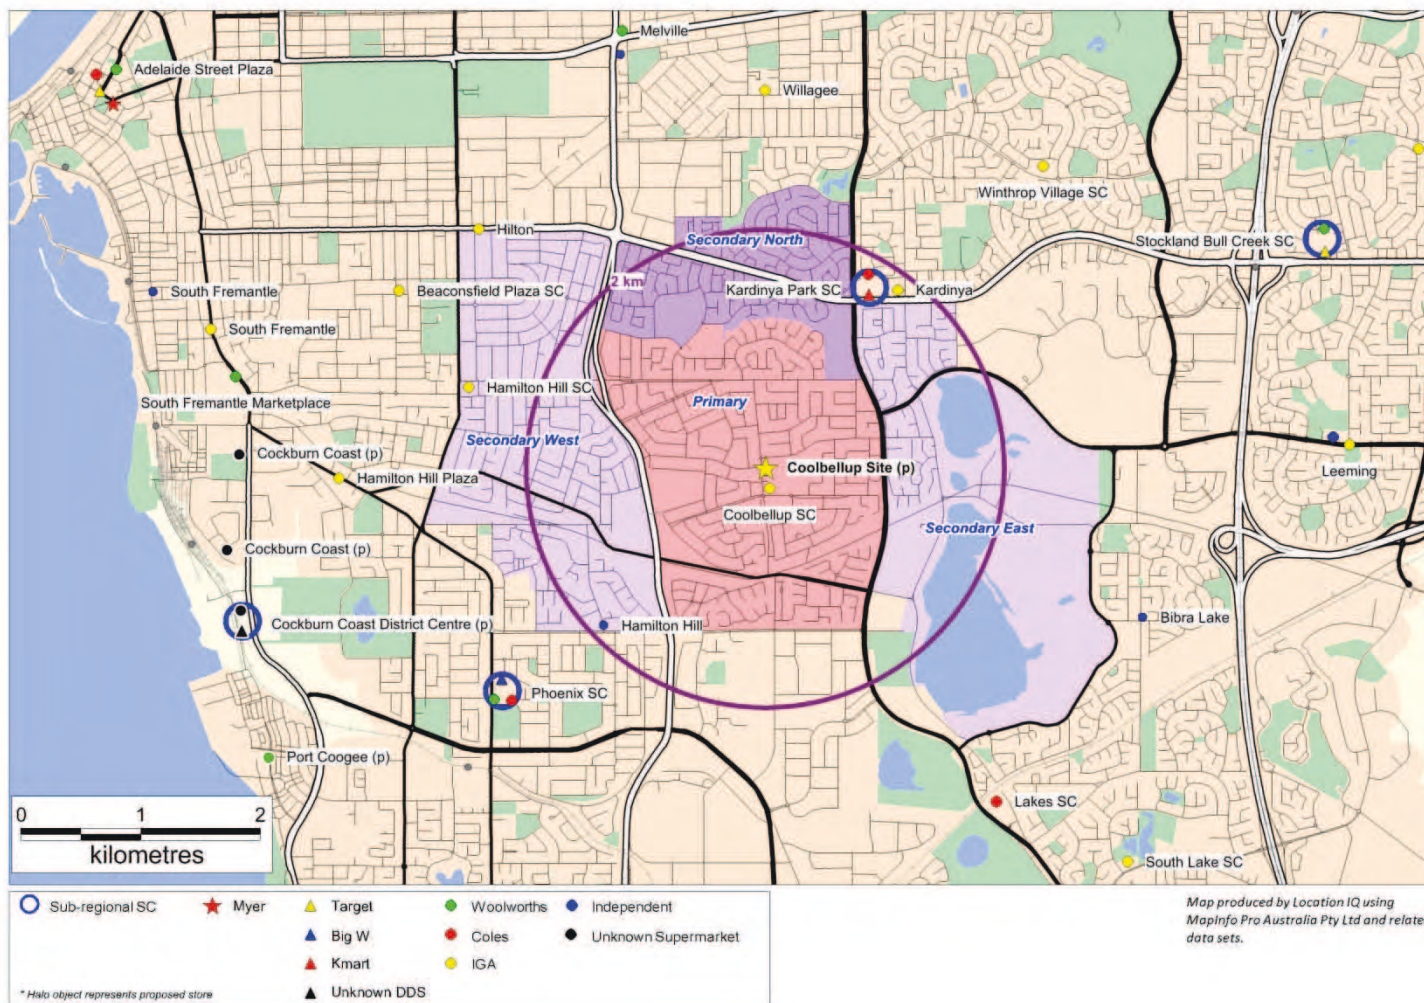 Melville
Adelaide Street Plaza
Willagee
Winthrop Village SC
Hilton
Secondary North
Stockland Bull Creek SC
2 km
South Fremantle
Beaconsfield Plaza SC
Kardinya Park SC
Kardinya
South Fremantle
Hamilton Hill SC
South Fremantle Marketplace
Primary
Secondary West
Cockburn Coast (p)
Hamilton Hill Plaza
Coolbellup Site (p)
Leeming
Coolbellup SC
Secondary East
Cockburn Coast (p)
Cockburn Coast District Centre (p)
Hamilton Hill
Bibra Lake
Phoenix SC
Port Coogee (p)
0 1 2
kilometres
Lakes SC
South Lake SC
Sub-regional SC
Myer
Target
Woolworths
Independent
Big W
Coles
Unknown Supermarket
Kmart
IGA
Unknown DDS
* Halo object represents proposed store
Map produced by Location IQ using
MapInfo Pro Australia Pty Ltd and relate
data sets.